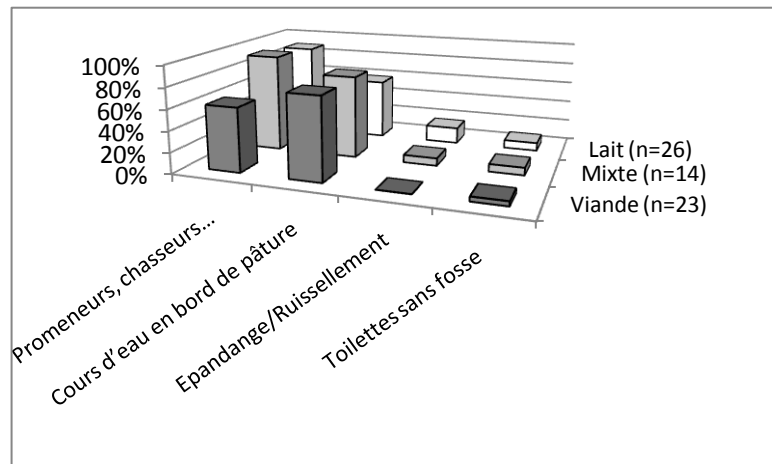 100%
80%
60%
40%
20%
0%
Lait (n=26)
Mixte (n=14)
Viande (n=23)
Promeneurs, chasseurs...
Cours d'eau en bord de pâture
Epandange/Ruissellement
Toilettes sans fosse